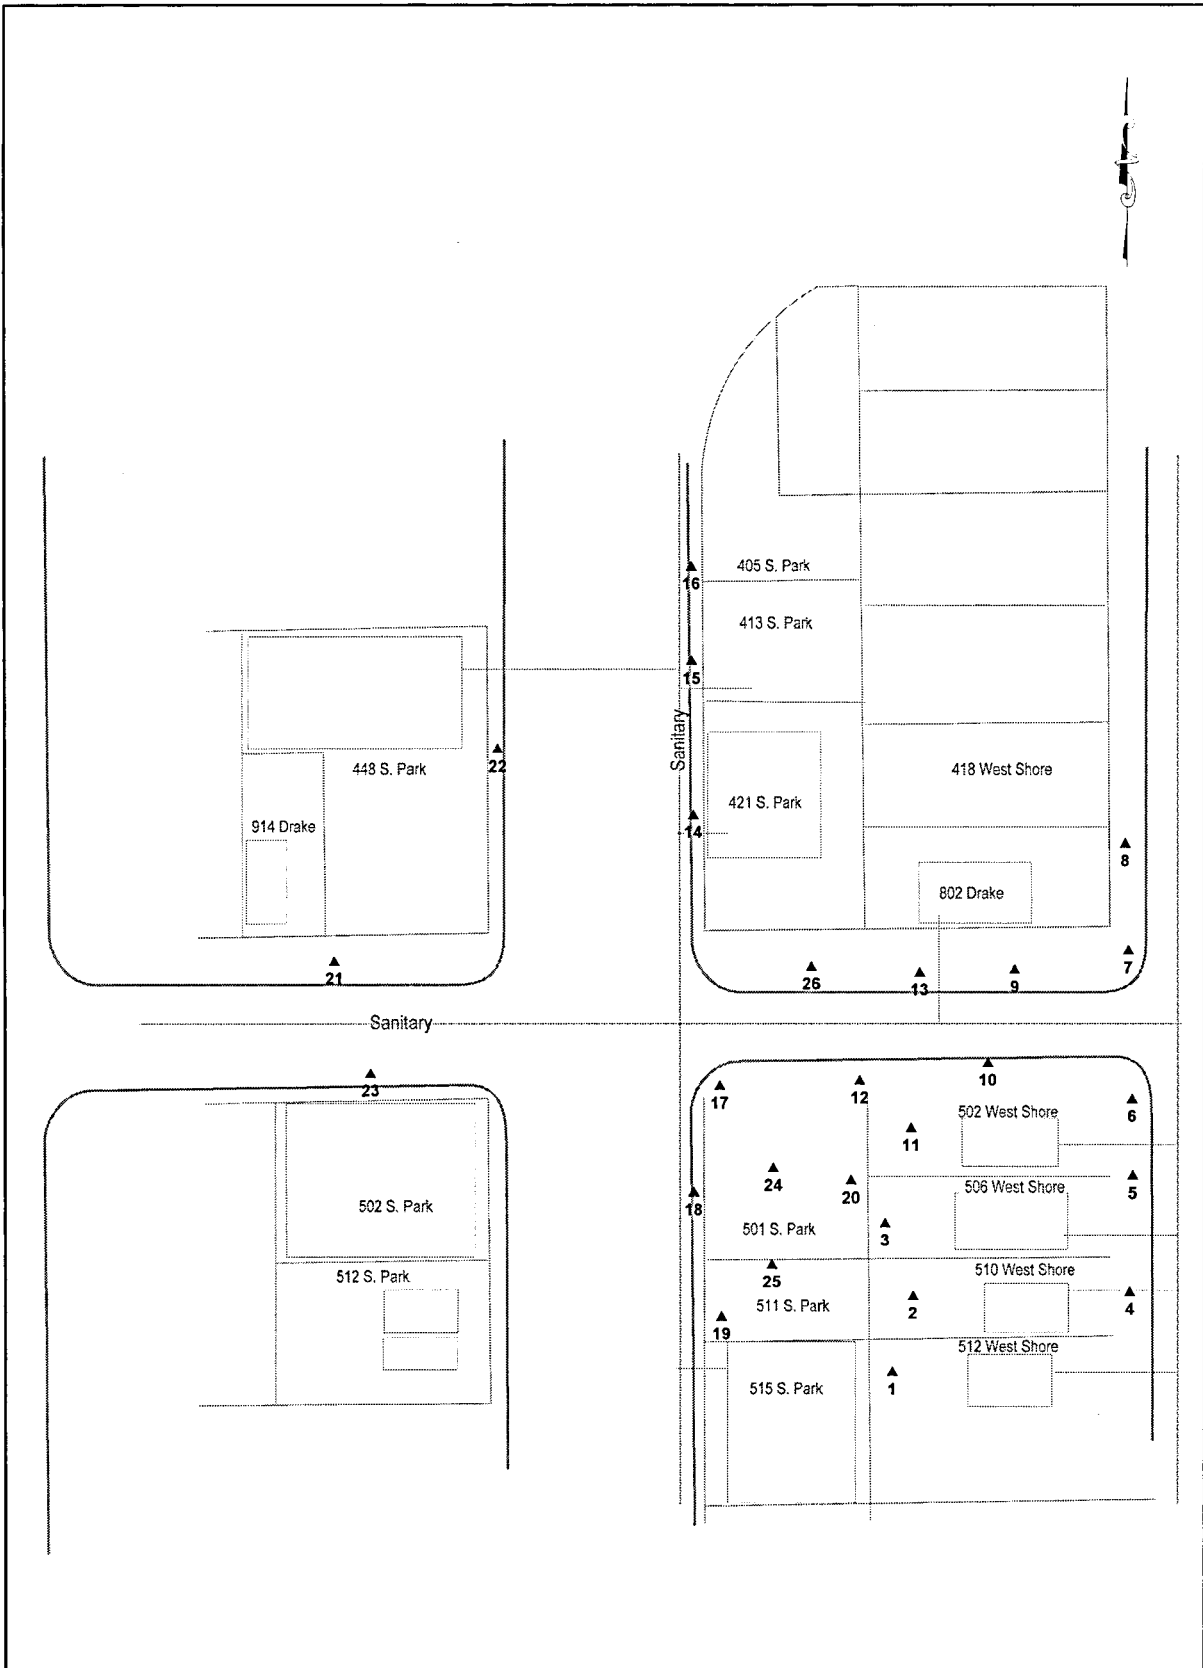 405 S. Park
16
413 S. Park
15
Sanitary
22
448 S. Park
418 West Shore
421 S. Park
914 Drake
14
8
802 Drake
7
21
26
13
9
Sanitary
10
23
17
12
6
502 West Shore
11
24
20
5
506 West Shore
18
502 S. Park
501 S. Park
3
25
510 West Shore
512 S. Park
511 S. Park
2
4
19
512 West Shore
1
515 S. Park